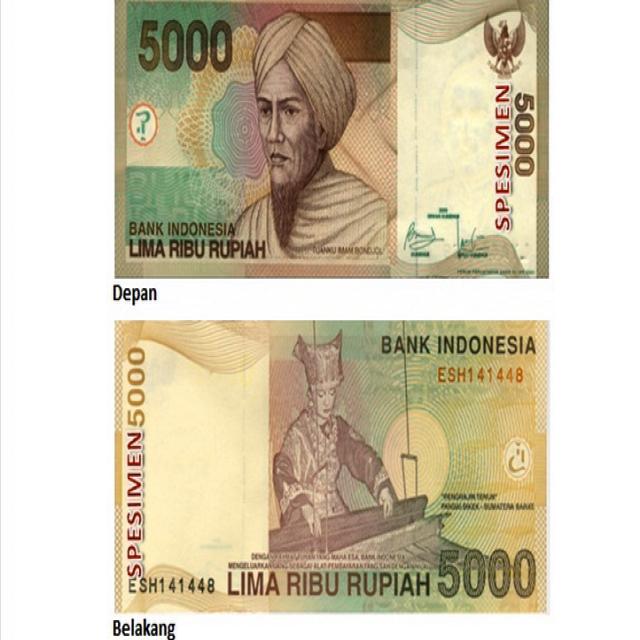 5000
SPESIMEN
5000
BANK INDONESIA
LIMA RIBU RUPIAH
TUANKU IMAM BONDJOL
Depan
BANK INDONESIA
ESH141448
SPESIMEN 5000
"PENGRAJIN TENUN"
PANDAI SIKEK - SUMATERA BARAT
DENGAN RAHMAT TUHAN YANG MAHA ESA, BANK INDONESIA
MENGELUARKAN UANG SEBAGAI ALAT PEMBAYARAN YANG SAH DENGAN NILAI
ESH141448
LIMA RIBU RUPIAH 5000
Belakang